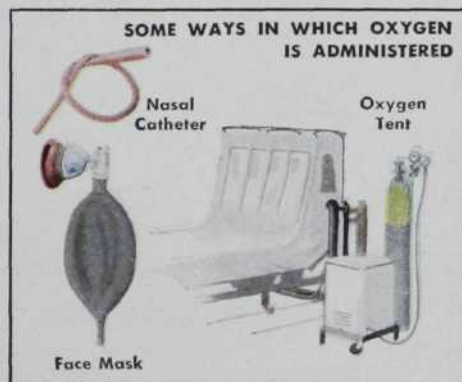 SOME WAYS IN WHICH OXYGEN
IS ADMINISTERED
Nasal
Catheter
Oxygen
Tent
Face Mask